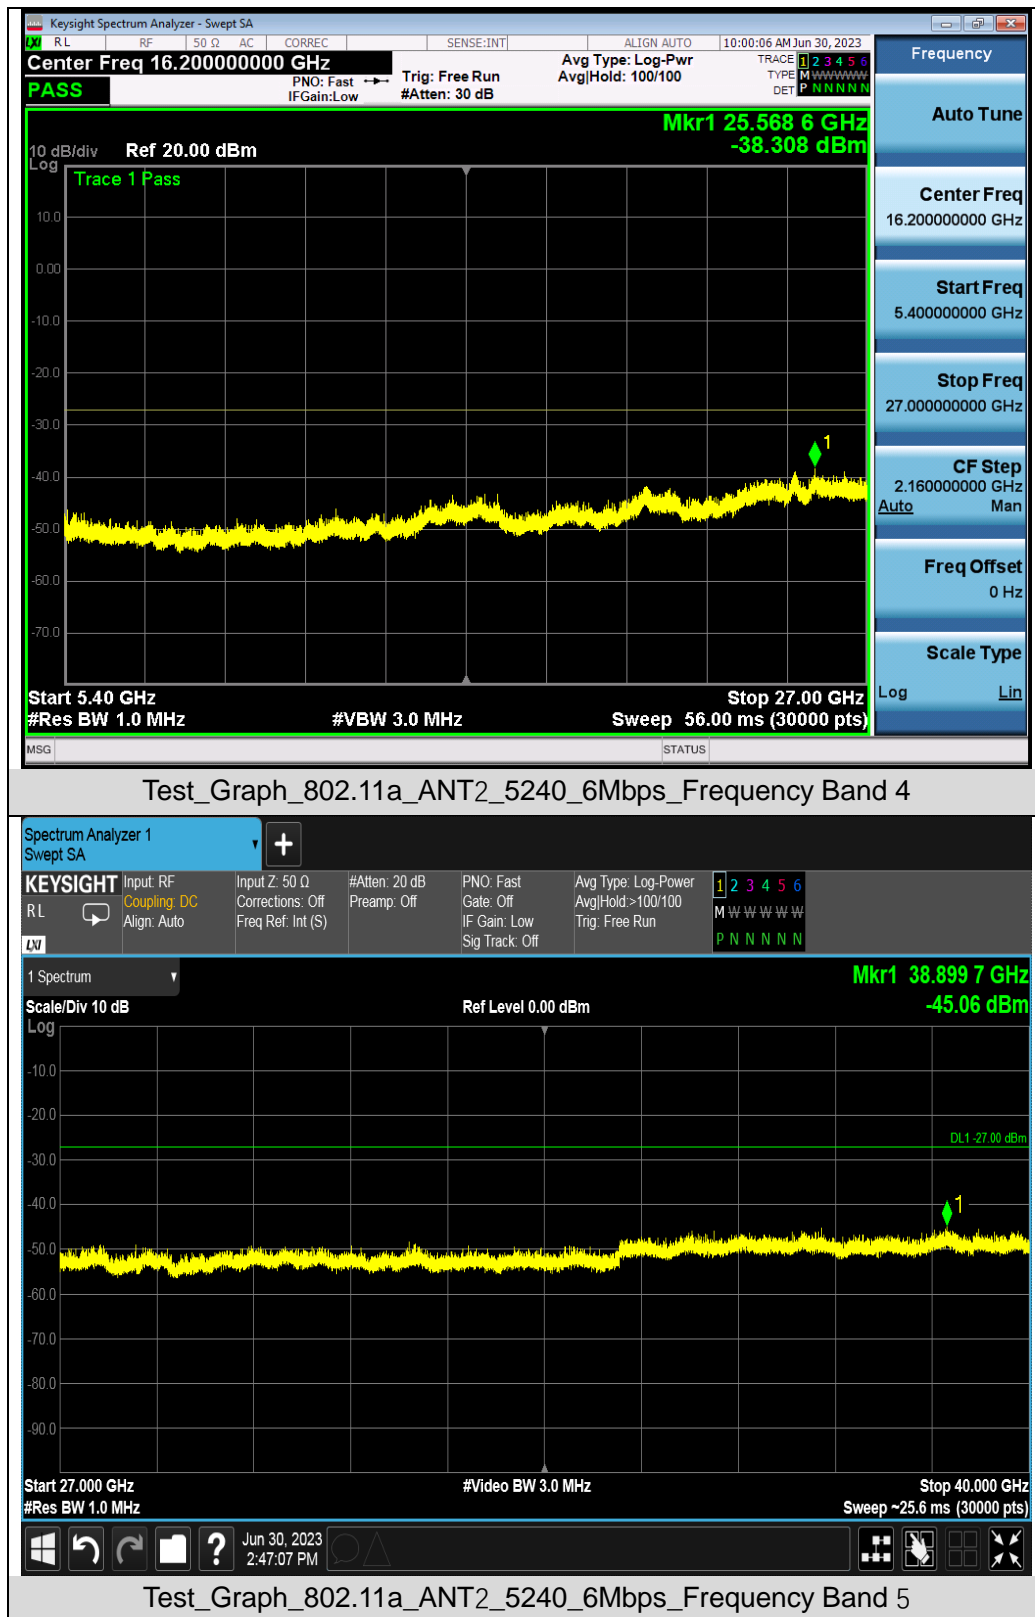 Keysight Spectrum Analyzer - Swept SA
LXI RL RF 50 Ω AC CORREC SENSE:INT ALIGN AUTO 10:00:06 AM Jun 30, 2023
Center Freq 16.200000000 GHz
PASS
PNO: Fast
IFGain:Low
Trig: Free Run
#Atten: 30 dB
Avg Type: Log-Pwr
Avg|Hold: 100/100
TRACE 1 2 3 4 5 6
TYPE M W W W W W
DET P N N N N N
Mkr1 25.568 6 GHz
-38.308 dBm
10 dB/div Ref 20.00 dBm
Log
Trace 1 Pass
10.0
0.00
-10.0
-20.0
-30.0
-40.0
-50.0
-60.0
-70.0
1
Start 5.40 GHz Stop 27.00 GHz
#Res BW 1.0 MHz #VBW 3.0 MHz Sweep 56.00 ms (30000 pts)
MSG STATUS
Frequency
Auto Tune
Center Freq
16.200000000 GHz
Start Freq
5.400000000 GHz
Stop Freq
27.000000000 GHz
CF Step
2.160000000 GHz
Auto Man
Freq Offset
0 Hz
Scale Type
Log Lin
Test_Graph_802.11a_ANT2_5240_6Mbps_Frequency Band 4
Spectrum Analyzer 1
Swept SA
+
KEYSIGHT
RL
LXI
Input: RF
Coupling: DC
Align: Auto
Input Z: 50 Ω
Corrections: Off
Freq Ref: Int (S)
#Atten: 20 dB
Preamp: Off
PNO: Fast
Gate: Off
IF Gain: Low
Sig Track: Off
Avg Type: Log-Power
Avg|Hold:>100/100
Trig: Free Run
1 2 3 4 5 6
M W W W W W
P N N N N N
1 Spectrum
Mkr1 38.899 7 GHz
-45.06 dBm
Scale/Div 10 dB Ref Level 0.00 dBm
Log
-10.0
-20.0
-30.0
-40.0
-50.0
-60.0
-70.0
-80.0
-90.0
DL1 -27.00 dBm
1
Start 27.000 GHz #Video BW 3.0 MHz Stop 40.000 GHz
#Res BW 1.0 MHz Sweep ~25.6 ms (30000 pts)
?
Jun 30, 2023
2:47:07 PM
Test_Graph_802.11a_ANT2_5240_6Mbps_Frequency Band 5